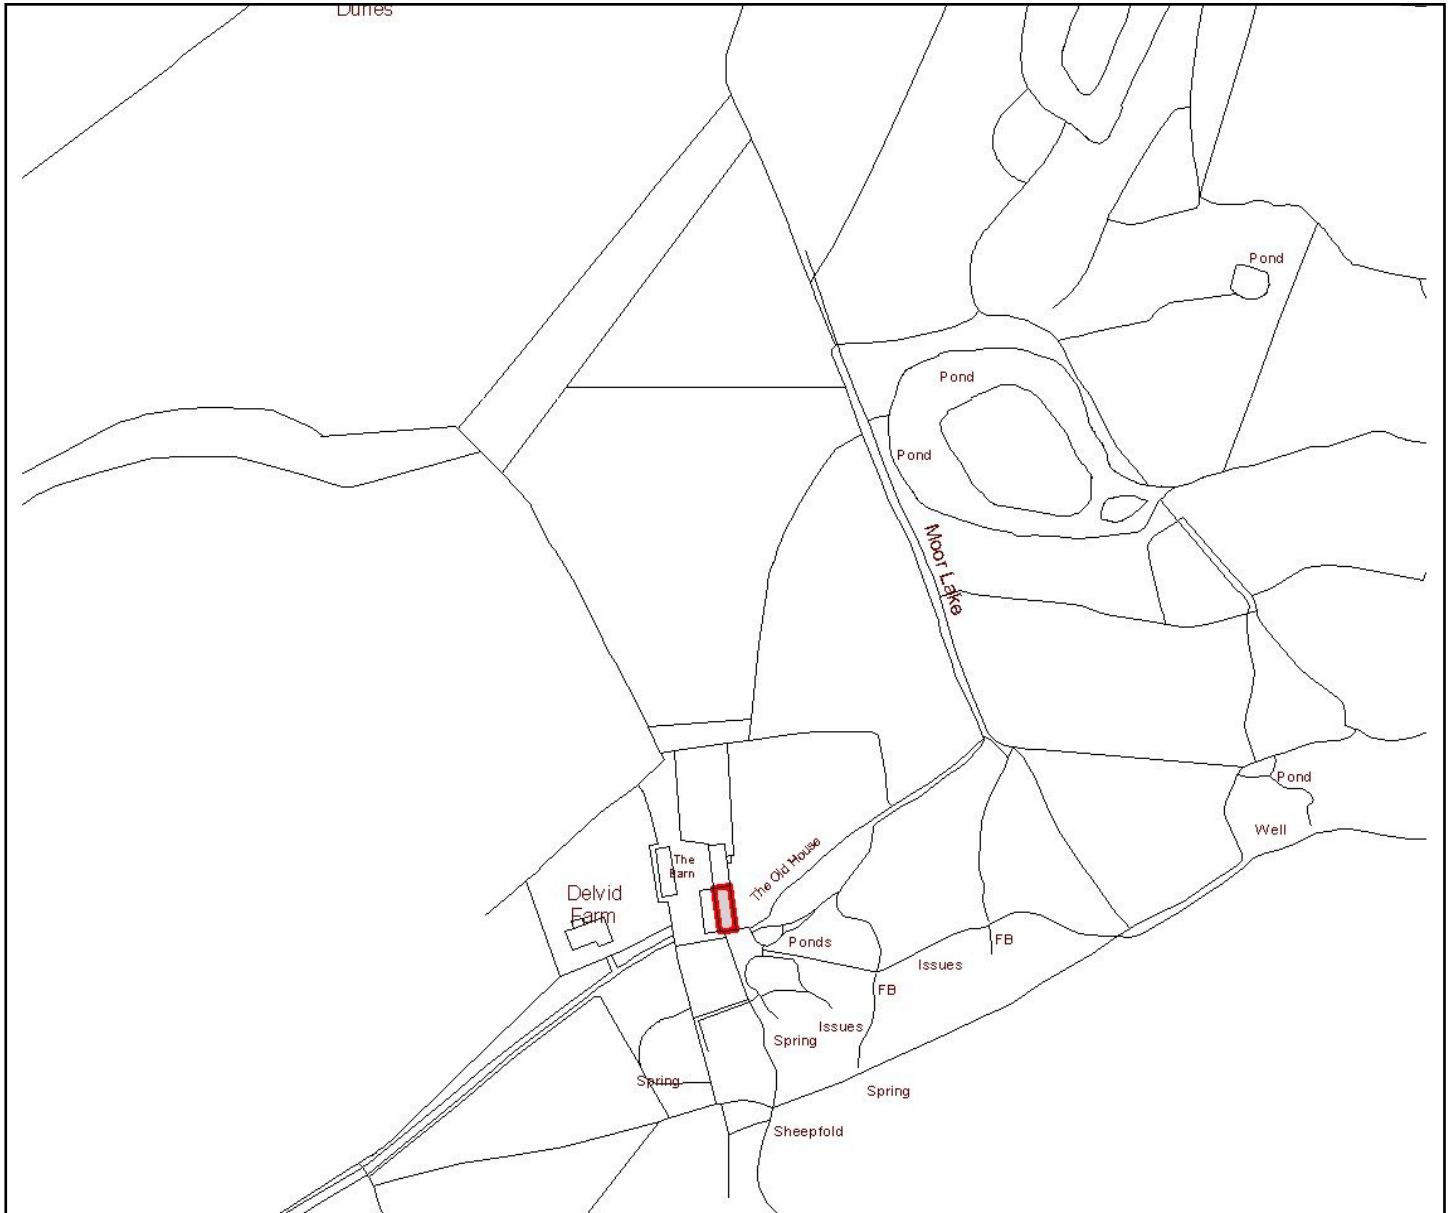 Dunes
Pond
Pond
Pond
Moor Lake
Pond
Well
The Old House
The
Barn
Delvid
Farm
Ponds
FB
Issues
FB
Issues
Spring
Spring
Spring
Sheepfold